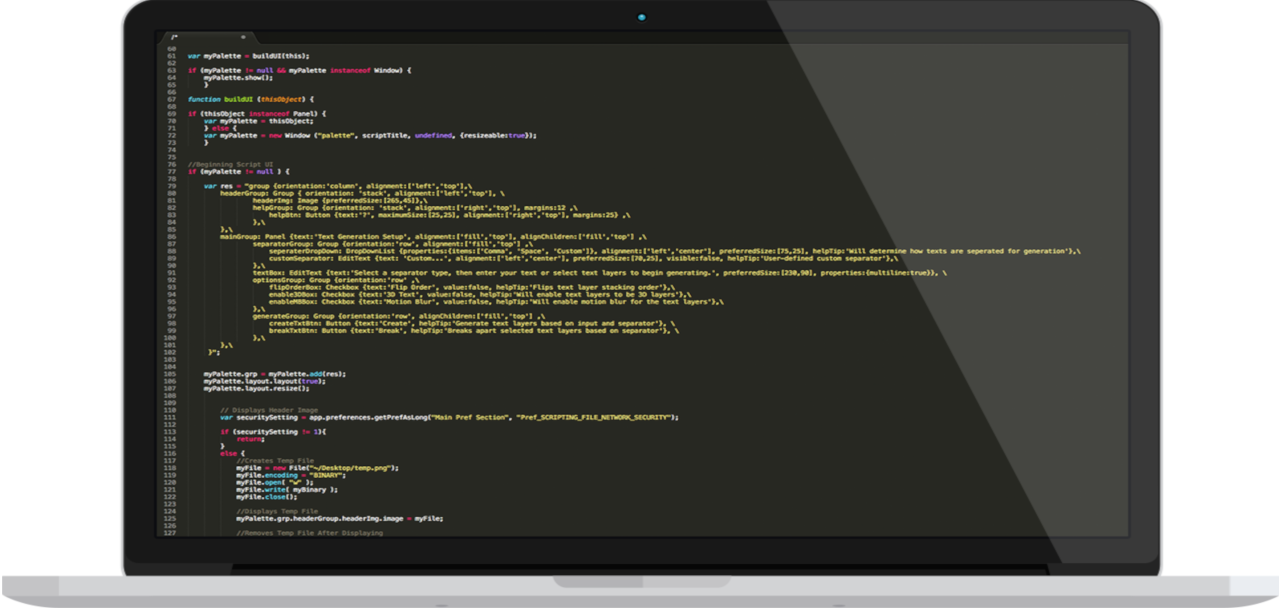 /*
60
61 var myPalette = buildUI(this);
62
63 if (myPalette != null && myPalette instanceof Window) {
64 myPalette.show();
65 }
66
67 function buildUI (thisObject) {
68
69 if (thisObject instanceof Panel) {
70 var myPalette = thisObject;
71 } else {
72 var myPalette = new Window ("palette", scriptTitle, undefined, {resizeable:true});
73 }
74
75
76 //Beginning Script UI
77 if (myPalette != null ) {
78
79 var res = "group {orientation:'column', alignment:['left','top'],\
80 headerGroup: Group { orientation: 'stack', alignment:['left','top'], \
81 headerImg: Image {preferredSize:[265,45]},\
82 helpGroup: Group {orientation: 'stack', alignment:['right','top'], margins:12 ,\
83 helpBtn: Button {text:'?', maximumSize:[25,25], alignment:['right','top'], margins:25} ,\
84 },\
85 },\
86 mainGroup: Panel {text:'Text Generation Setup', alignment:['fill','top'], alignChildren:['fill','top'] ,\
87 separatorGroup: Group {orientation:'row', alignment:['fill','top'] ,\
88 seperaterDropDown: DropDownList {properties:{items:['Comma', 'Space', 'Custom']}, alignment:['left','center'], preferredSize:[75,25], helpTip:'Will determine how texts are seperated for generation'},\
89 customSeparator: EditText {text: 'Custom...', alignment:['left','center'], preferredSize:[70,25], visible:false, helpTip:'User-defined custom separator'},\
90 },\
91 textBox: EditText {text:'Select a separator type, then enter your text or select text layers to begin generating.', preferredSize:[230,90], properties:{multiline:true}}, \
92 optionsGroup: Group {orientation:'row' ,\
93 flipOrderBox: Checkbox {text:'Flip Order', value:false, helpTip:'Flips text layer stacking order'},\
94 enable3DBox: Checkbox {text:'3D Text', value:false, helpTip:'Will enable text layers to be 3D layers'},\
95 enableMBBox: Checkbox {text:'Motion Blur', value:false, helpTip:'Will enable motion blur for the text layers'},\
96 },\
97 generateGroup: Group {orientation:'row', alignChildren:['fill','top'] ,\
98 createTxtBtn: Button {text:'Create', helpTip:'Generate text layers based on input and separator'}, \
99 breakTxtBtn: Button {text:'Break', helpTip:'Breaks apart selected text layers based on separator'}, \
100 },\
101 },\
102 }";
103
104
105 myPalette.grp = myPalette.add(res);
106 myPalette.layout.layout(true);
107 myPalette.layout.resize();
108
109
110 // Displays Header Image
111 var securitySetting = app.preferences.getPrefAsLong("Main Pref Section", "Pref_SCRIPTING_FILE_NETWORK_SECURITY");
112
113 if (securitySetting != 1){
114 return;
115 }
116 else {
117 //Creates Temp File
118 myFile = new File("~/Desktop/temp.png");
119 myFile.encoding = "BINARY";
120 myFile.open( "w" );
121 myFile.write( myBinary );
122 myFile.close();
123
124 //Displays Temp File
125 myPalette.grp.headerGroup.headerImg.image = myFile;
126
127 //Removes Temp File After Displaying